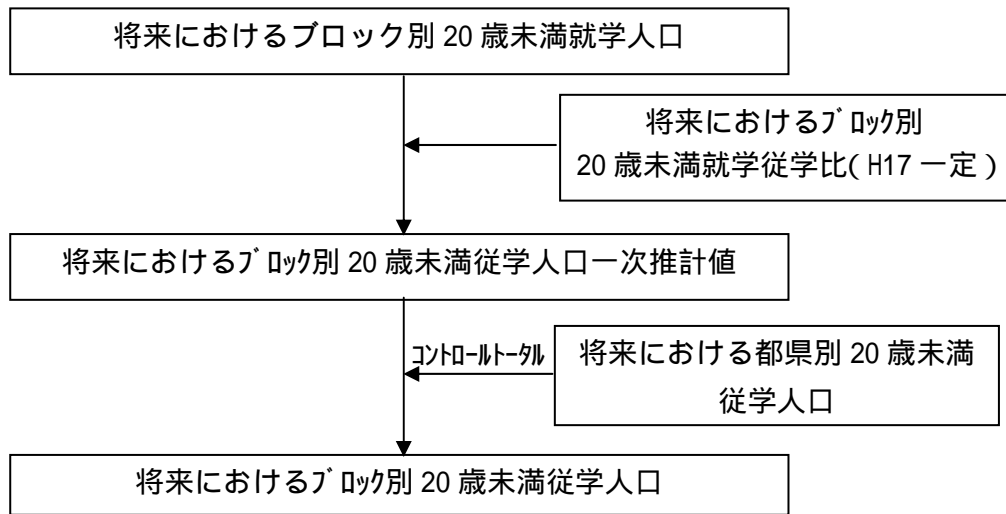 将来におけるブロック別 20 歳未満就学人口
将来におけるﾌﾞﾛｯｸ別
20 歳未満就学従学比( H17 一定 )
将来におけるﾌﾞﾛｯｸ別 20 歳未満従学人口一次推計値
ｺﾝﾄﾛｰﾙﾄｰﾀﾙ
将来における都県別 20 歳未満
従学人口
将来におけるﾌﾞﾛｯｸ別 20 歳未満従学人口